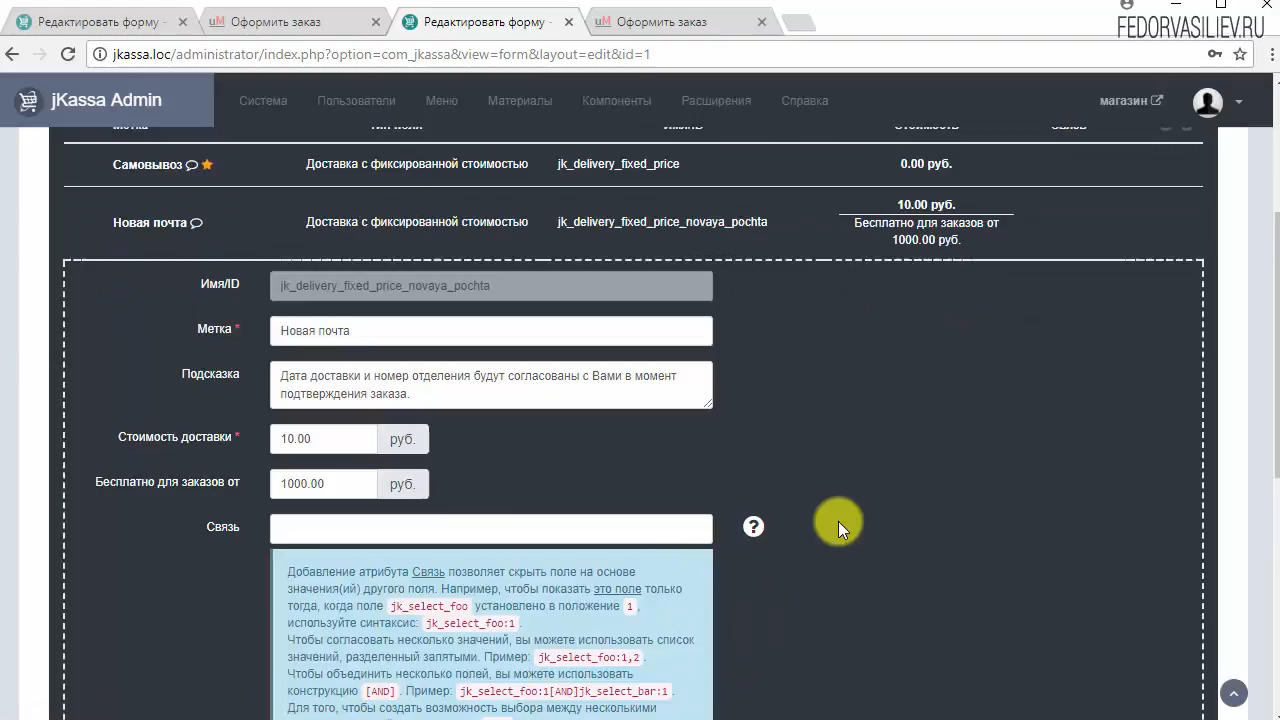 Редактировать форму -
Оформить заказ
Редактировать форму -
Оформить заказ
FEDORVASILIEV.RU
jkassa.loc/administrator/index.php?option=com_jkassa&view=form&layout=edit&id=1
jKassa Admin
Система
Пользователи
Меню
Материалы
Компоненты
Расширения
Справка
магазин
Метка Тип поля Имя/ID Стоимость Связь
Самовывоз Доставка с фиксированной стоимостью jk_delivery_fixed_price 0.00 руб.
Новая почта Доставка с фиксированной стоимостью jk_delivery_fixed_price_novaya_pochta 10.00 руб.
Бесплатно для заказов от
1000.00 руб.
Имя/ID jk_delivery_fixed_price_novaya_pochta
Метка * Новая почта
Подсказка Дата доставки и номер отделения будут согласованы с Вами в момент
подтверждения заказа.
Стоимость доставки * 10.00 руб.
Бесплатно для заказов от 1000.00 руб.
Связь ?
Добавление атрибута Связь позволяет скрыть поле на основе
значения(ий) другого поля. Например, чтобы показать это поле только
тогда, когда поле jk_select_foo установлено в положение 1 ,
используйте синтаксис: jk_select_foo:1 .
Чтобы согласовать несколько значений, вы можете использовать список
значений, разделенный запятыми. Пример: jk_select_foo:1,2 .
Чтобы объединить несколько полей, вы можете использовать
конструкцию [AND] . Пример: jk_select_foo:1[AND]jk_select_bar:1 .
Для того, чтобы создать возможность выбора между несколькими